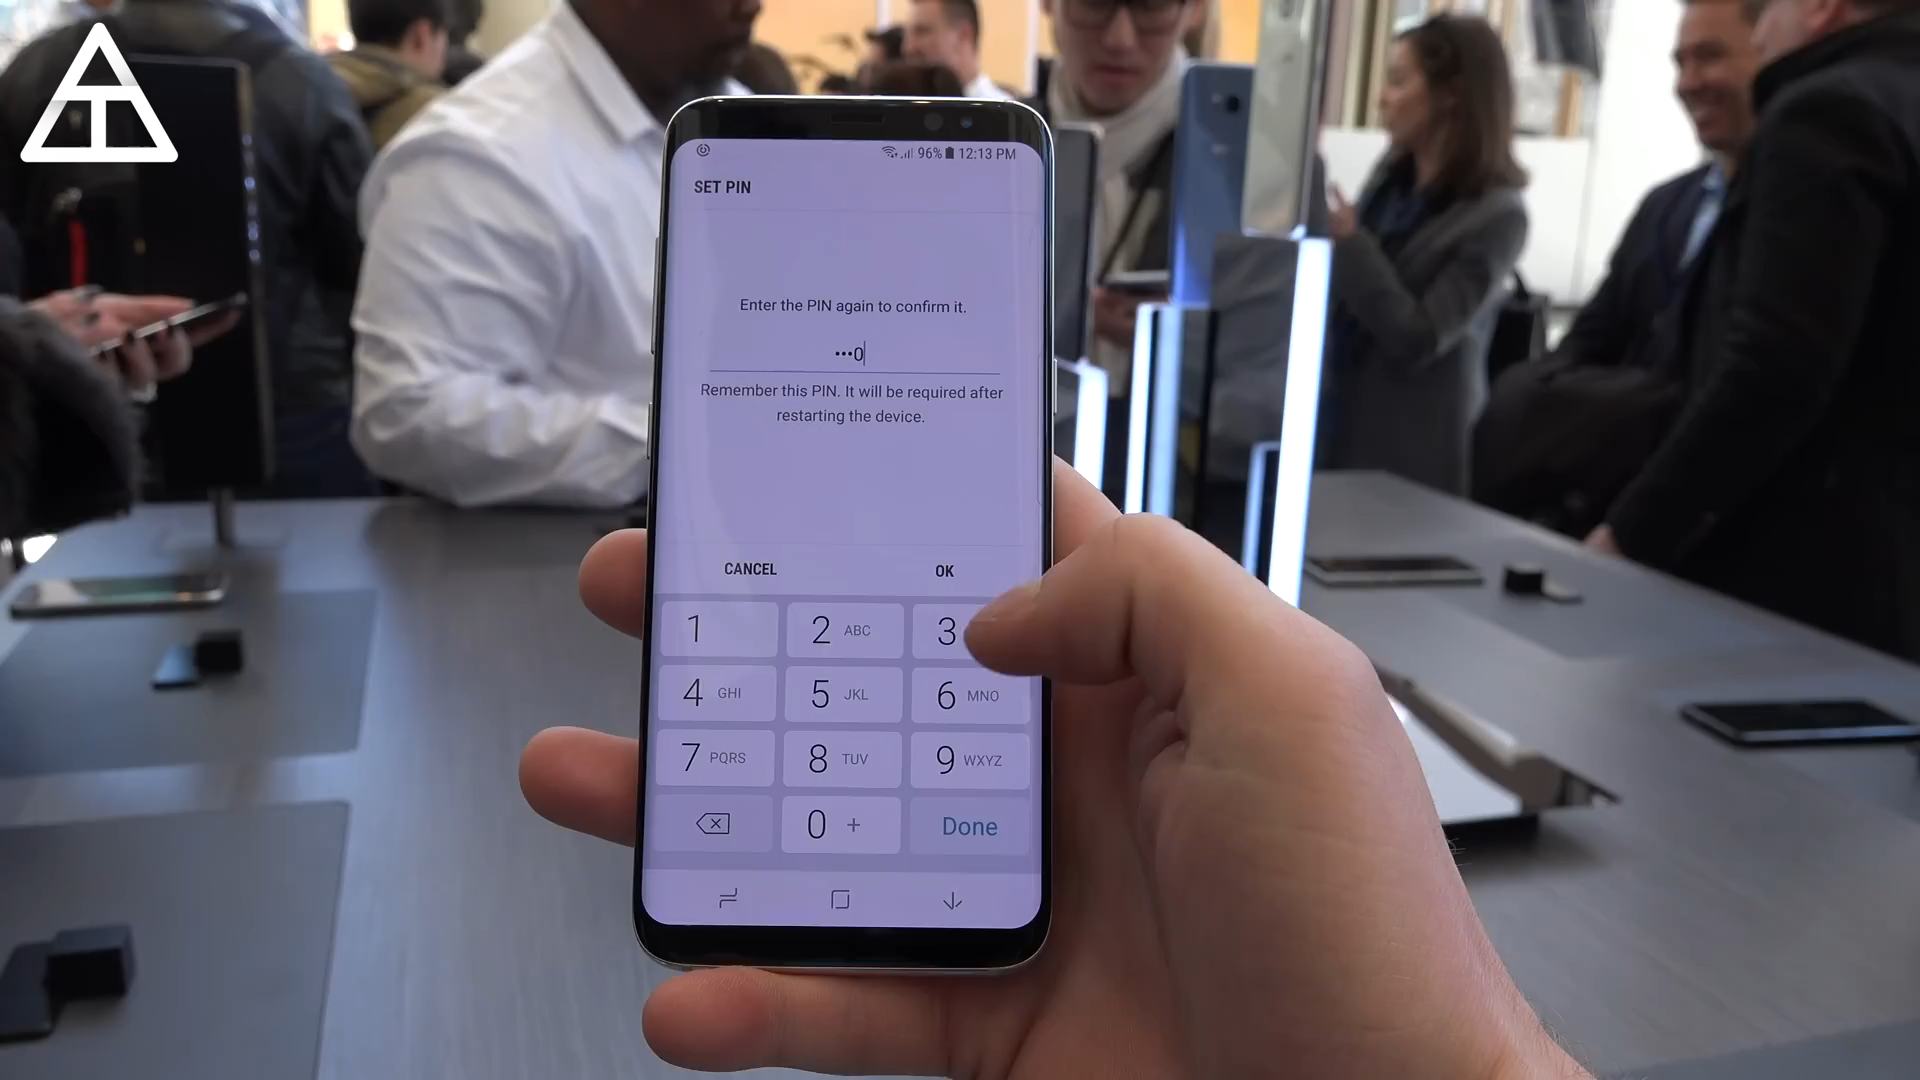 96% 12:13 PM
SET PIN
Enter the PIN again to confirm it.
•••0
Remember this PIN. It will be required after
restarting the device.
CANCEL OK
1 2 ABC 3
4 GHI 5 JKL 6 MNO
7 PQRS 8 TUV 9 WXYZ
0 + Done